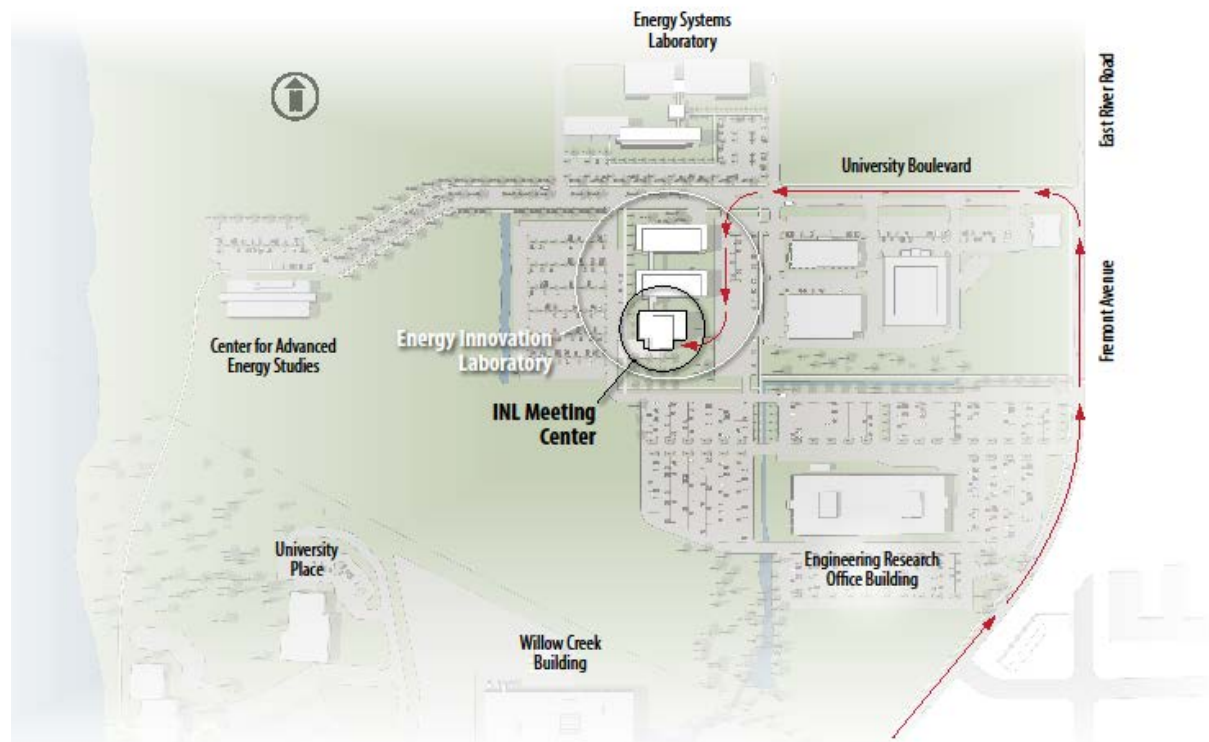 Energy Systems
Laboratory
East River Road
University Boulevard
Fremont Avenue
Energy Innovation
Laboratory
Center for Advanced
Energy Studies
INL Meeting
Center
University
Place
Engineering Research
Office Building
Willow Creek
Building